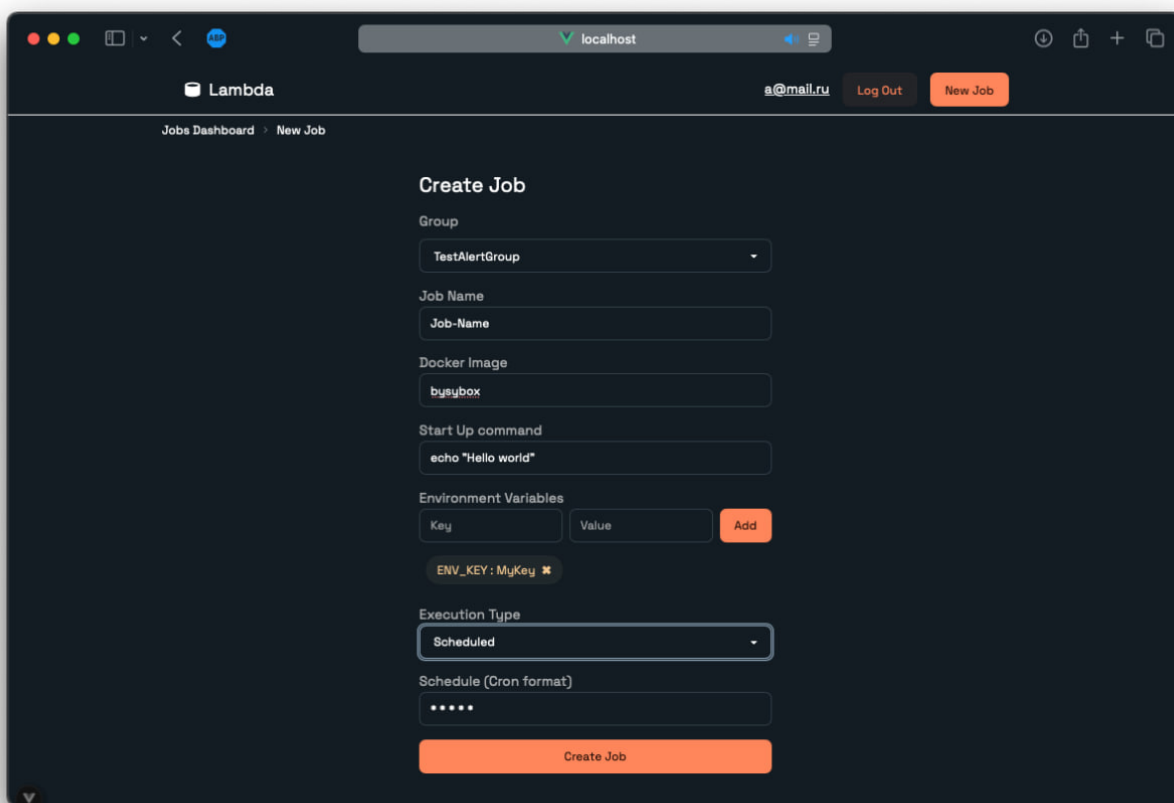 ABP
localhost
Lambda
a@mail.ru
Log Out
New Job
Jobs Dashboard > New Job
Create Job
Group
TestAlertGroup
Job Name
Job-Name
Docker Image
bysybox
Start Up command
echo "Hello world"
Environment Variables
Key
Value
Add
ENV_KEY : MyKey ✖
Execution Type
Scheduled
Schedule (Cron format)
* * * * *
Create Job